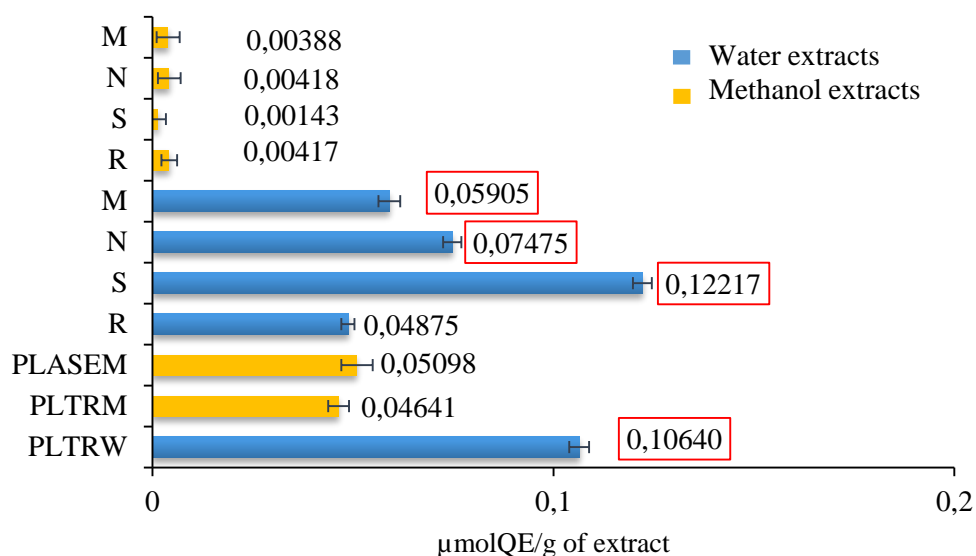 M 0,00388
N 0,00418
S 0,00143
R 0,00417
M 0,05905
N 0,07475
S 0,12217
R 0,04875
PLASEM 0,05098
PLTRM 0,04641
PLTRW 0,10640
Water extracts
Methanol extracts
0 0,1 0,2
µmolQE/g of extract